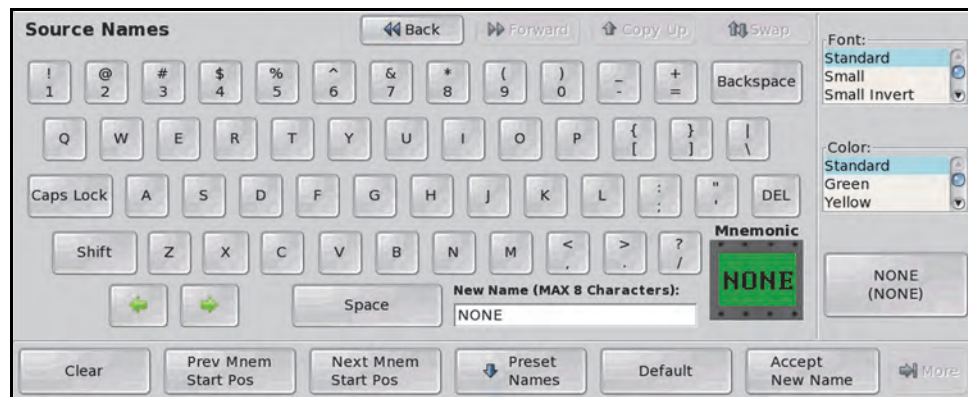 Source Names
Back
Forward
Copy Up
Swap
! 1
@ 2
# 3
$ 4
% 5
^ 6
& 7
* 8
( 9
) 0
_ -
+ =
Backspace
Q W E R T Y U I O P { [ } ] | \
Caps Lock A S D F G H J K L : ; " ' DEL
Shift Z X C V B N M < , > . ? /
Space
New Name (MAX 8 Characters):
NONE
Mnemonic
NONE
Font:
Standard
Small
Small Invert
Color:
Standard
Green
Yellow
NONE
(NONE)
Clear
Prev Mnem
Start Pos
Next Mnem
Start Pos
Preset
Names
Default
Accept
New Name
More